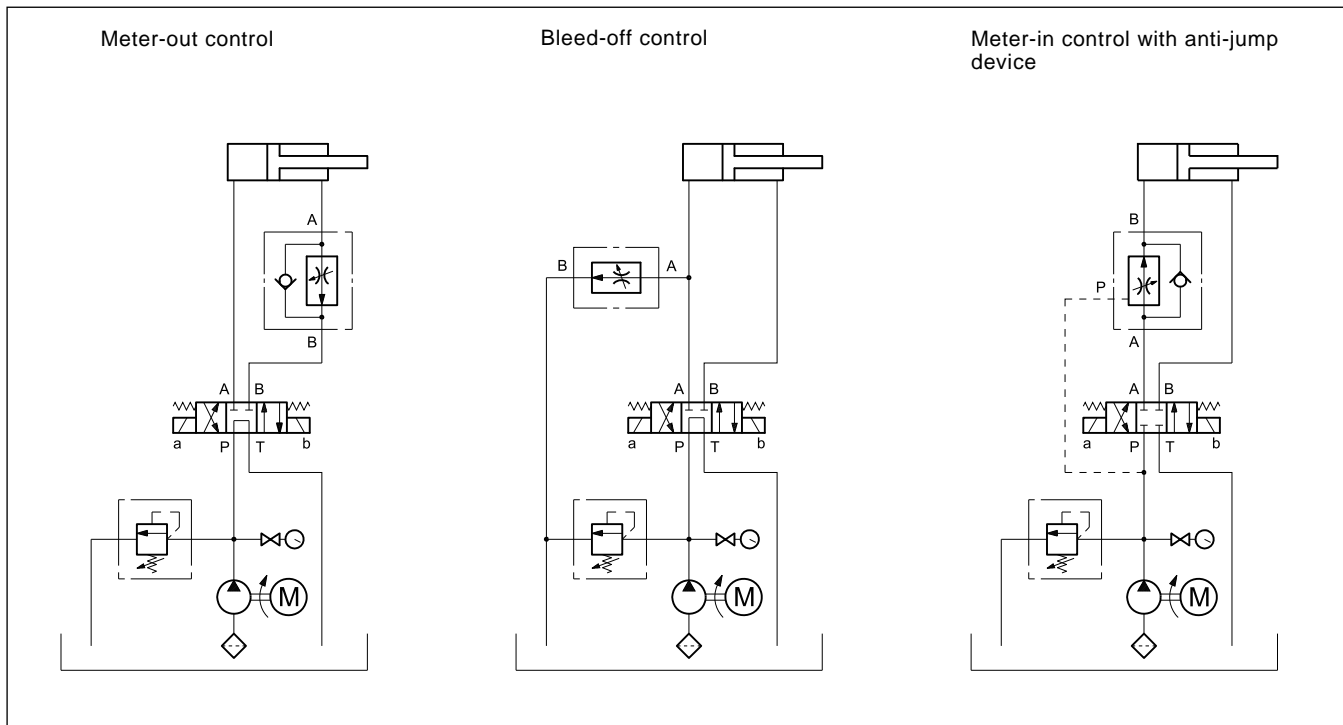 Meter-out control
A
B
A B
a P T b
M
Bleed-off control
B A
A B
a P T b
M
Meter-in control with anti-jump
device
B
P
A
A B
a P T b
M